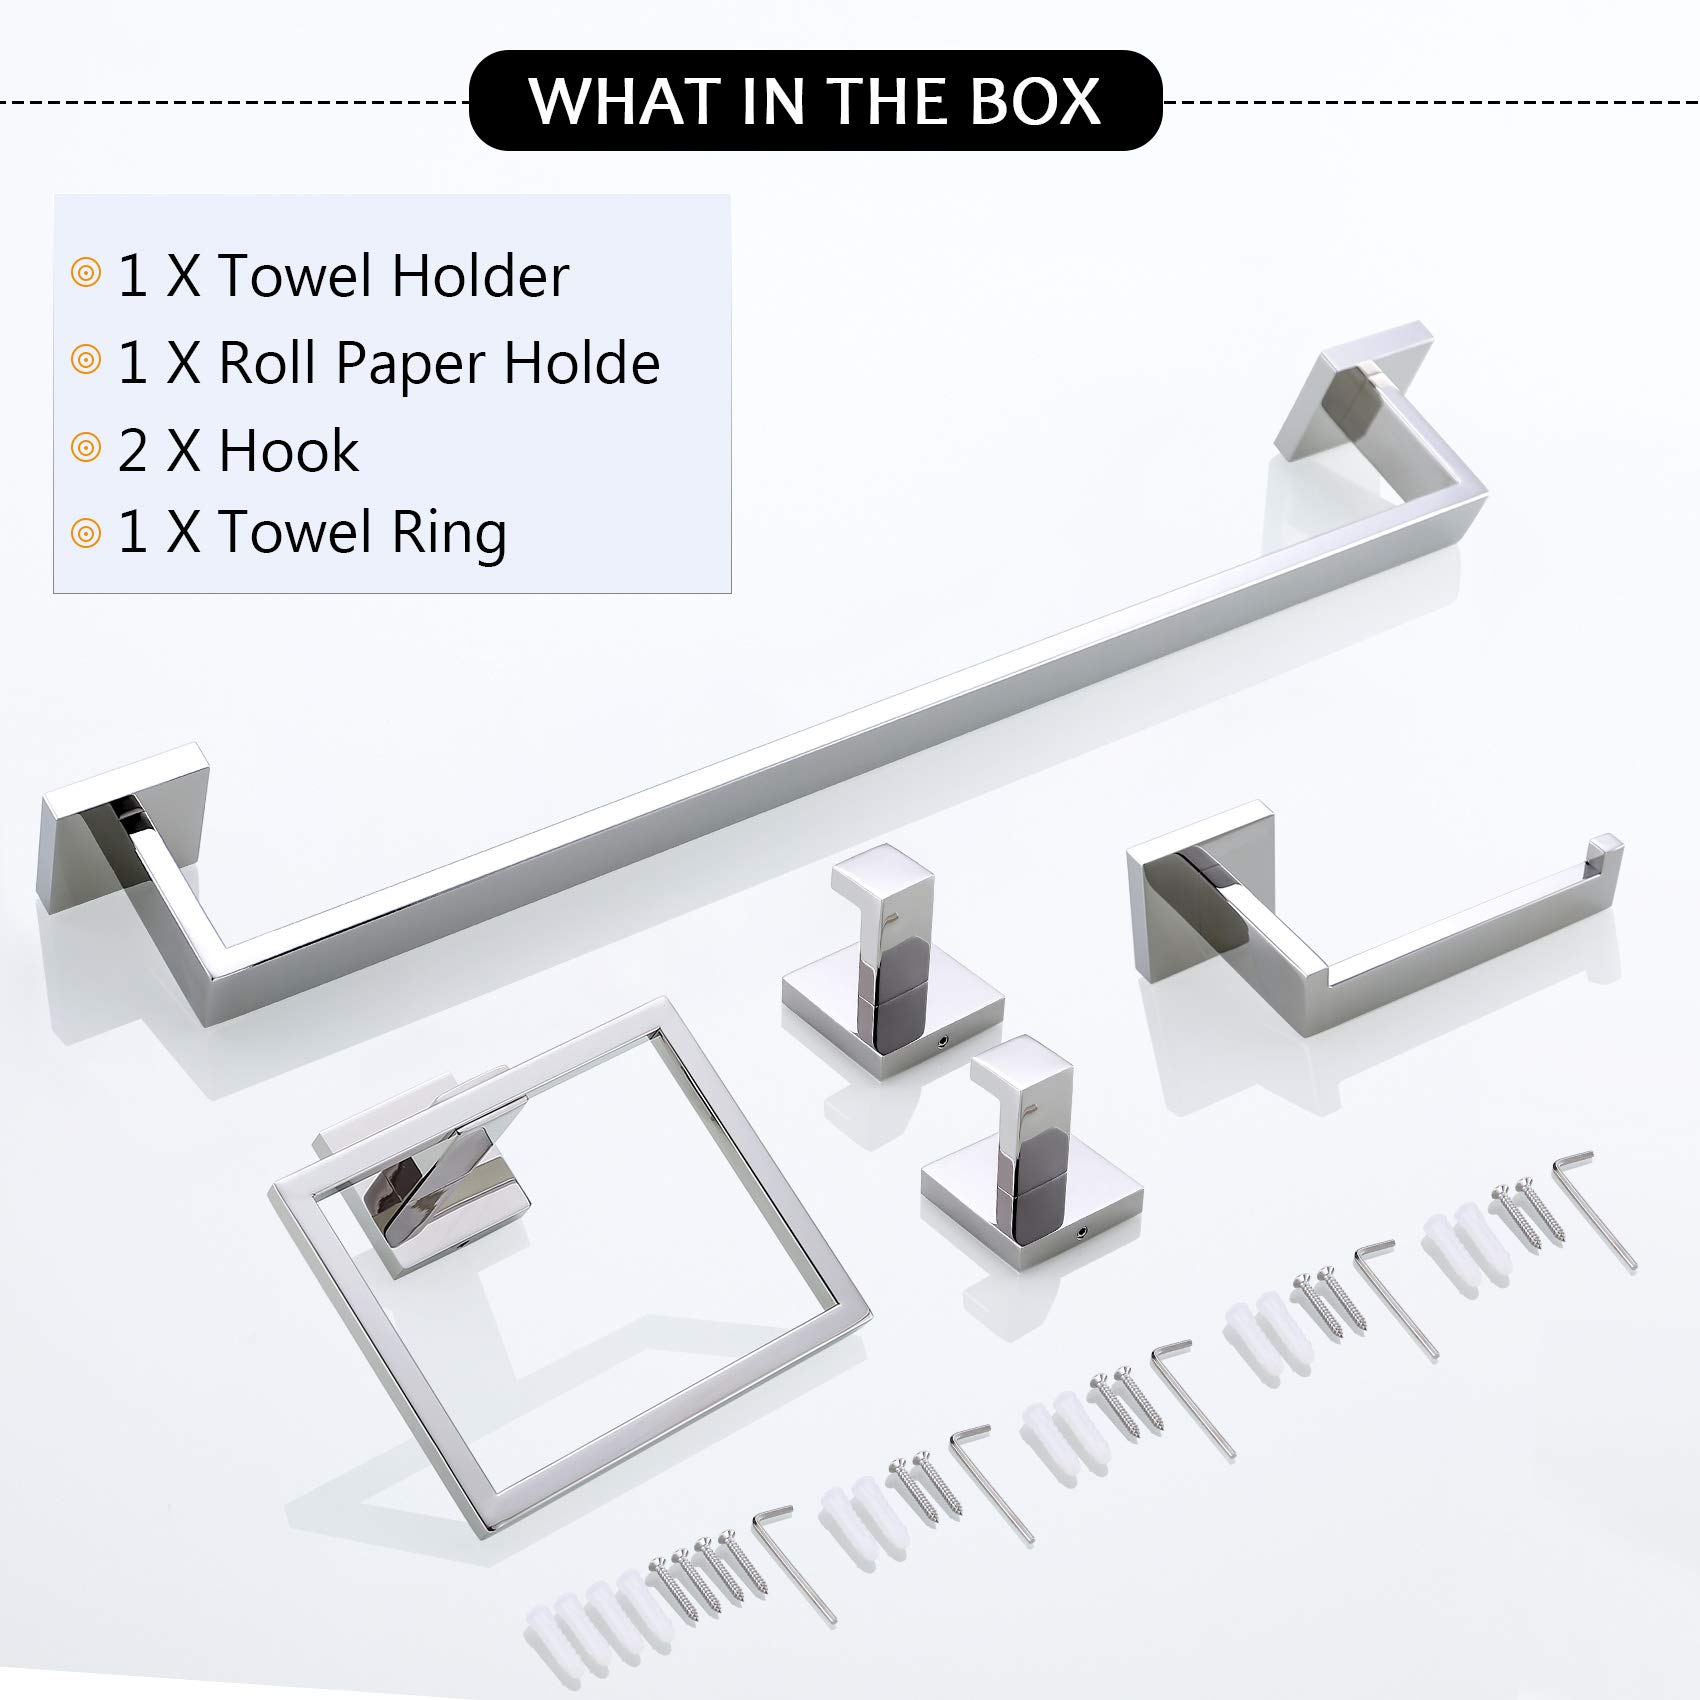 WHAT IN THE BOX
1 X Towel Holder
1 X Roll Paper Holde
2 X Hook
1 X Towel Ring